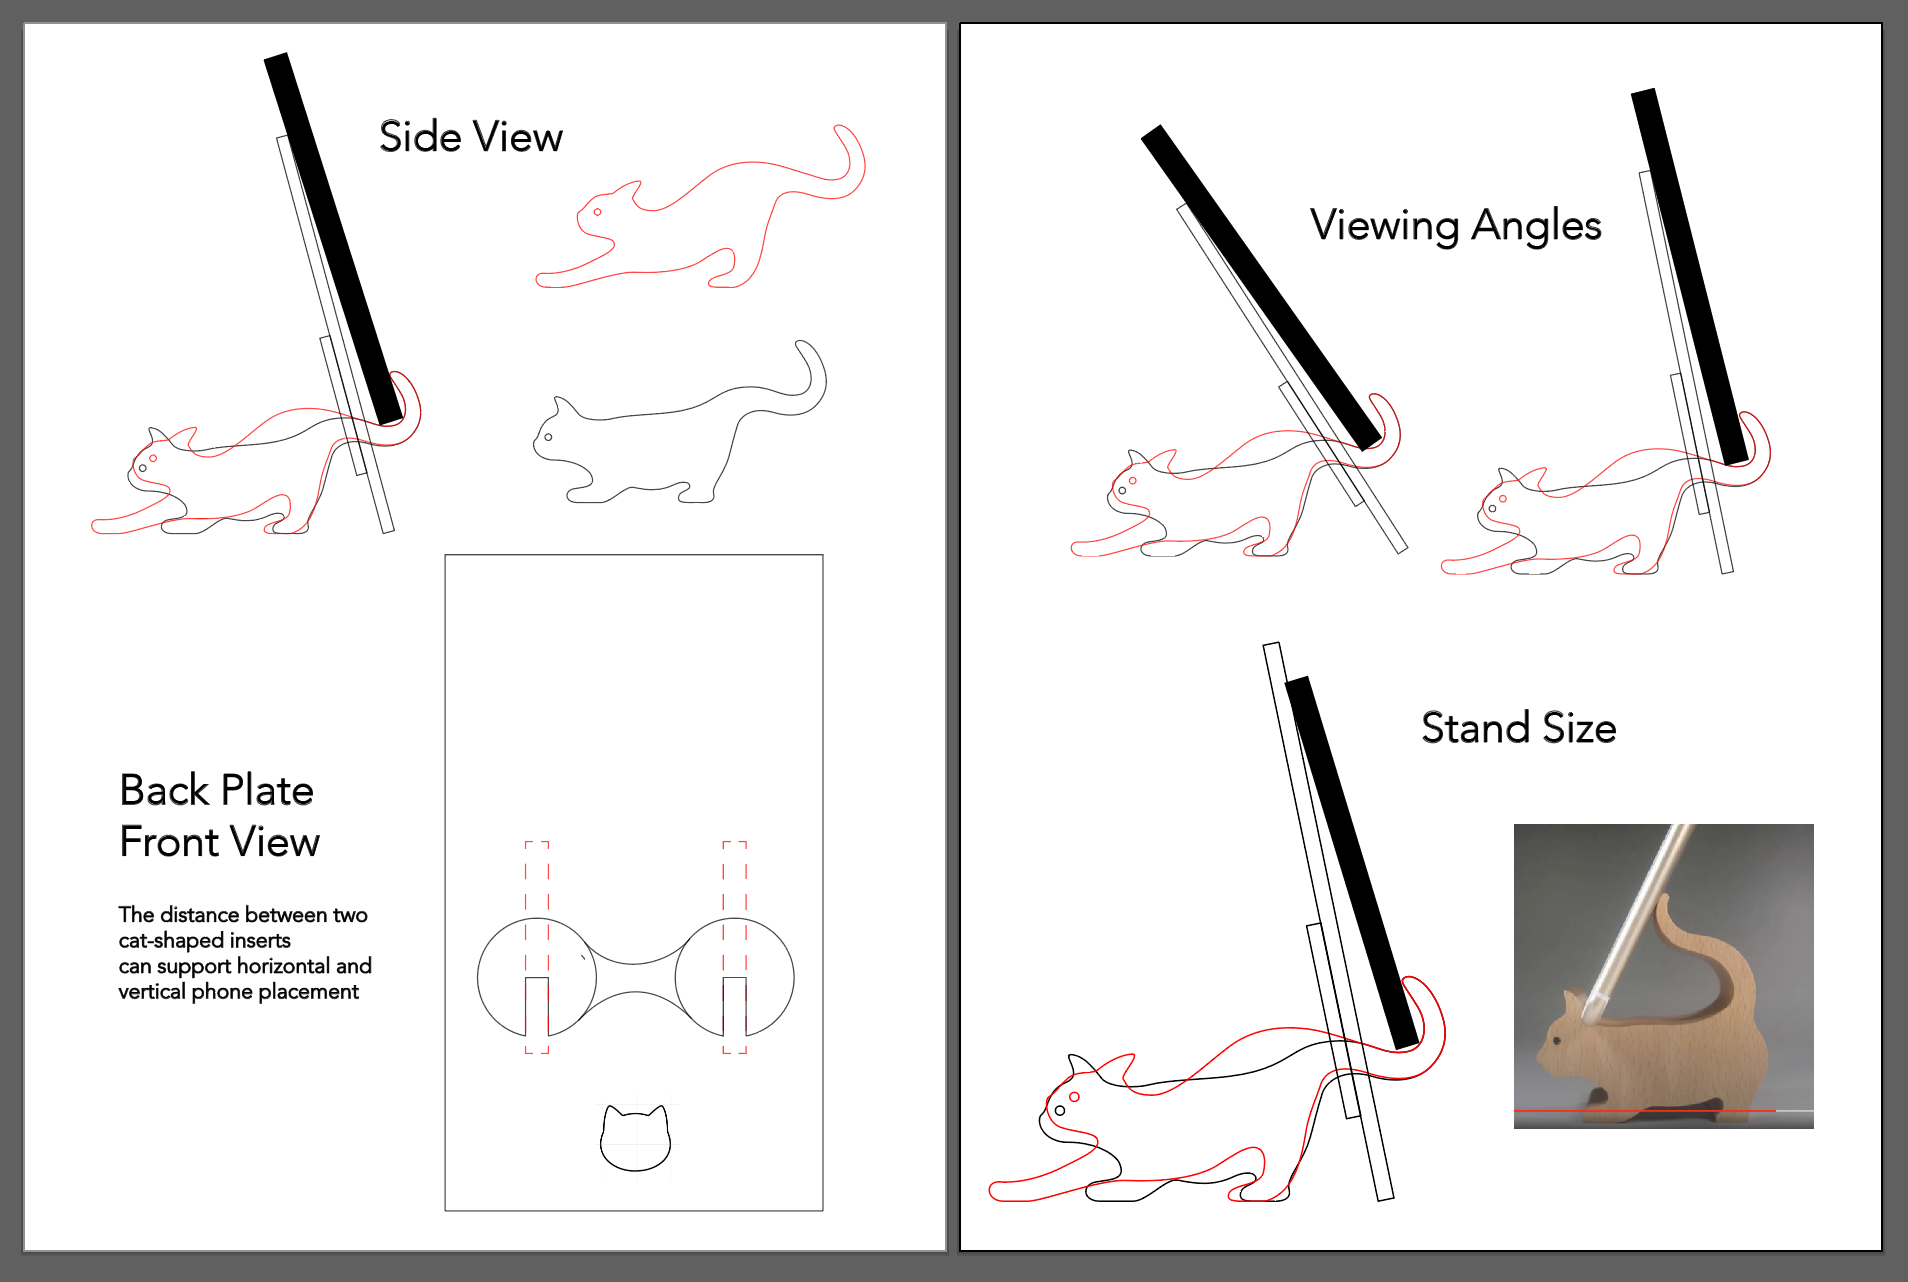 Side View
Back Plate
Front View
The distance between two
cat-shaped inserts
can support horizontal and
vertical phone placement
Viewing Angles
Stand Size